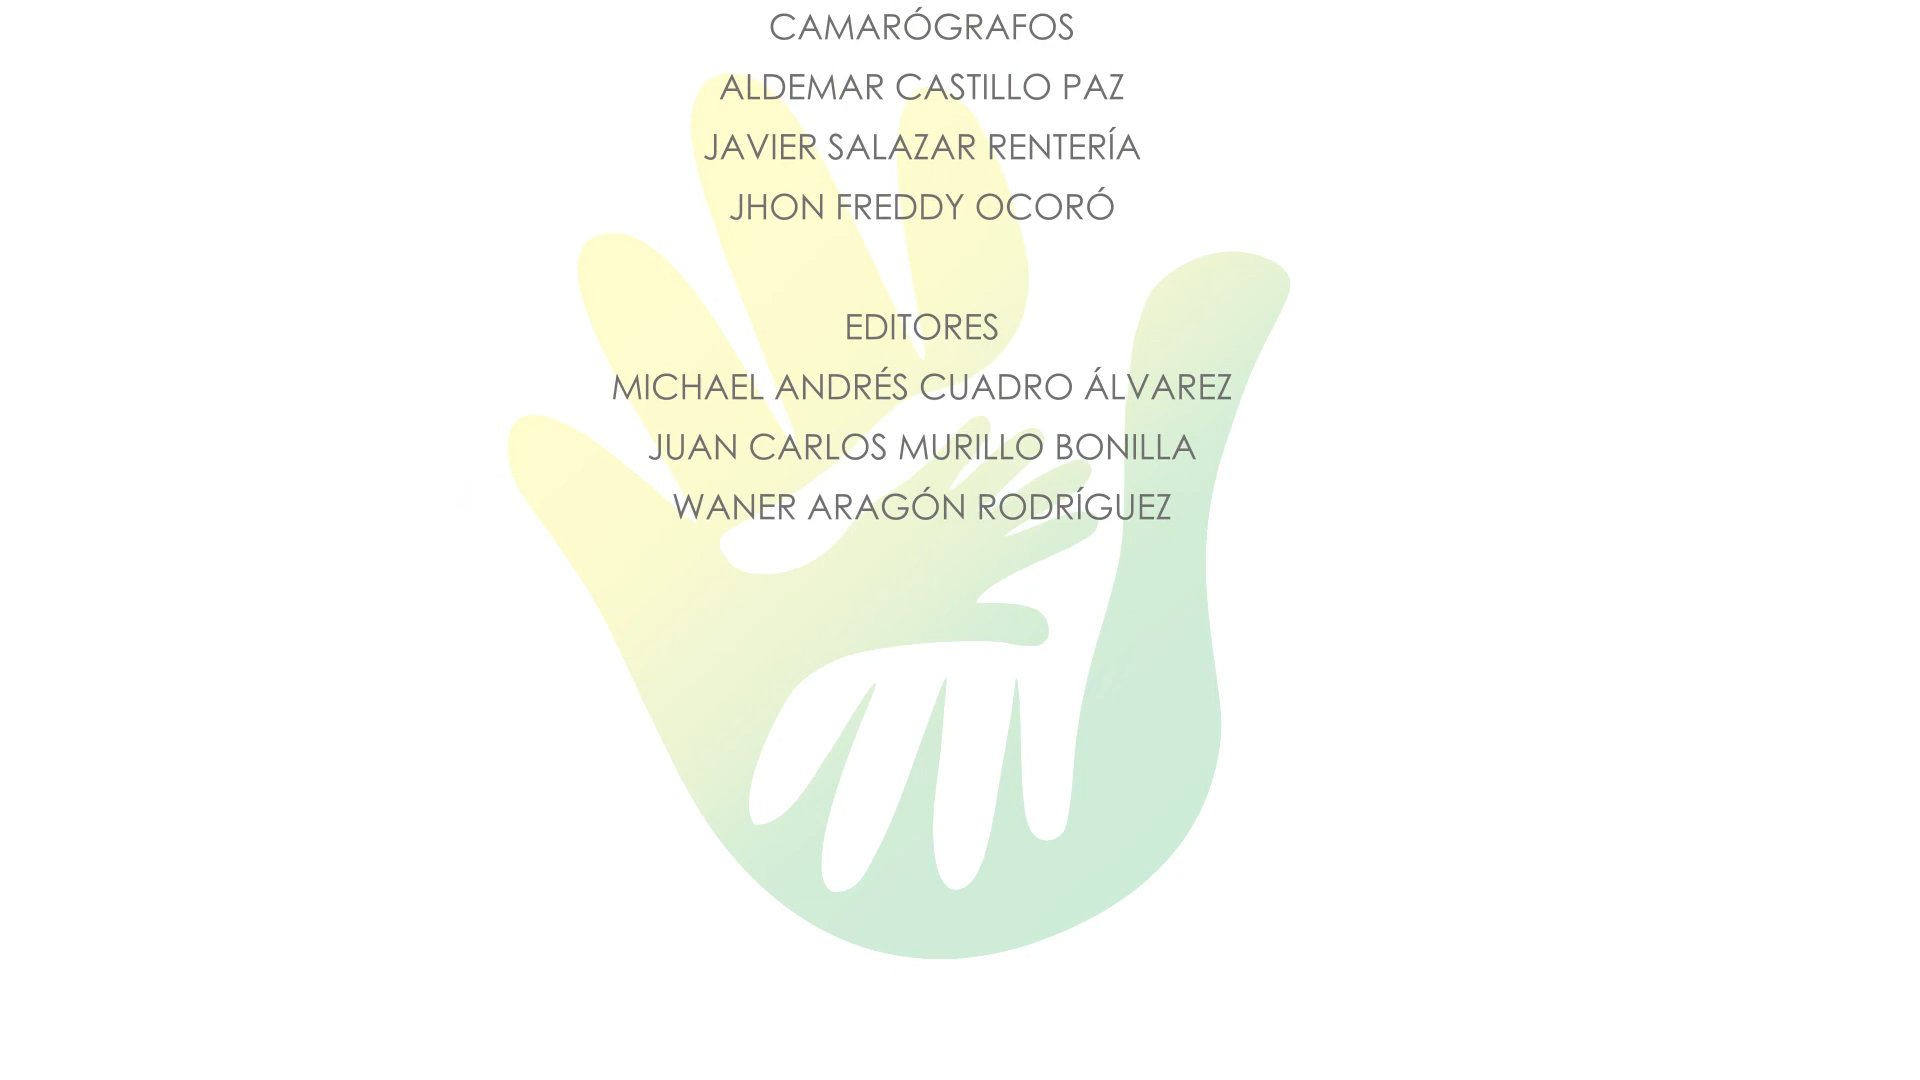 CAMARÓGRAFOS
ALDEMAR CASTILLO PAZ
JAVIER SALAZAR RENTERÍA
JHON FREDDY OCORÓ
EDITORES
MICHAEL ANDRÉS CUADRO ÁLVAREZ
JUAN CARLOS MURILLO BONILLA
WANER ARAGÓN RODRÍGUEZ